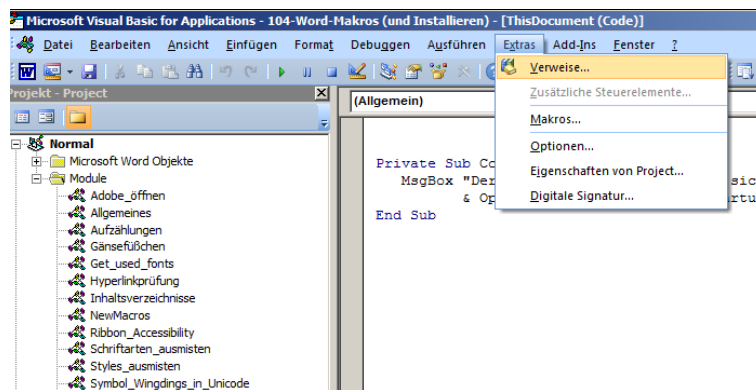 Microsoft Visual Basic for Applications - 104-Word-Makros (und Installieren) - [ThisDocument (Code)]
Datei Bearbeiten Ansicht Einfügen Format Debuggen Ausführen Extras Add-Ins Fenster ?
Projekt - Project
(Allgemein)
Verweise...
Zusätzliche Steuerelemente...
Makros...
Optionen...
Eigenschaften von Project...
Digitale Signatur...
Normal
Microsoft Word Objekte
Module
Adobe_öffnen
Allgemeines
Aufzählungen
Gänsefüßchen
Get_used_fonts
Hyperlinkprüfung
Inhaltsverzeichnisse
NewMacros
Ribbon_Accessibility
Schriftarten_ausmisten
Styles_ausmisten
Symbol_Wingdings_in_Unicode
Private Sub
MsgBox "Der
&
End Sub